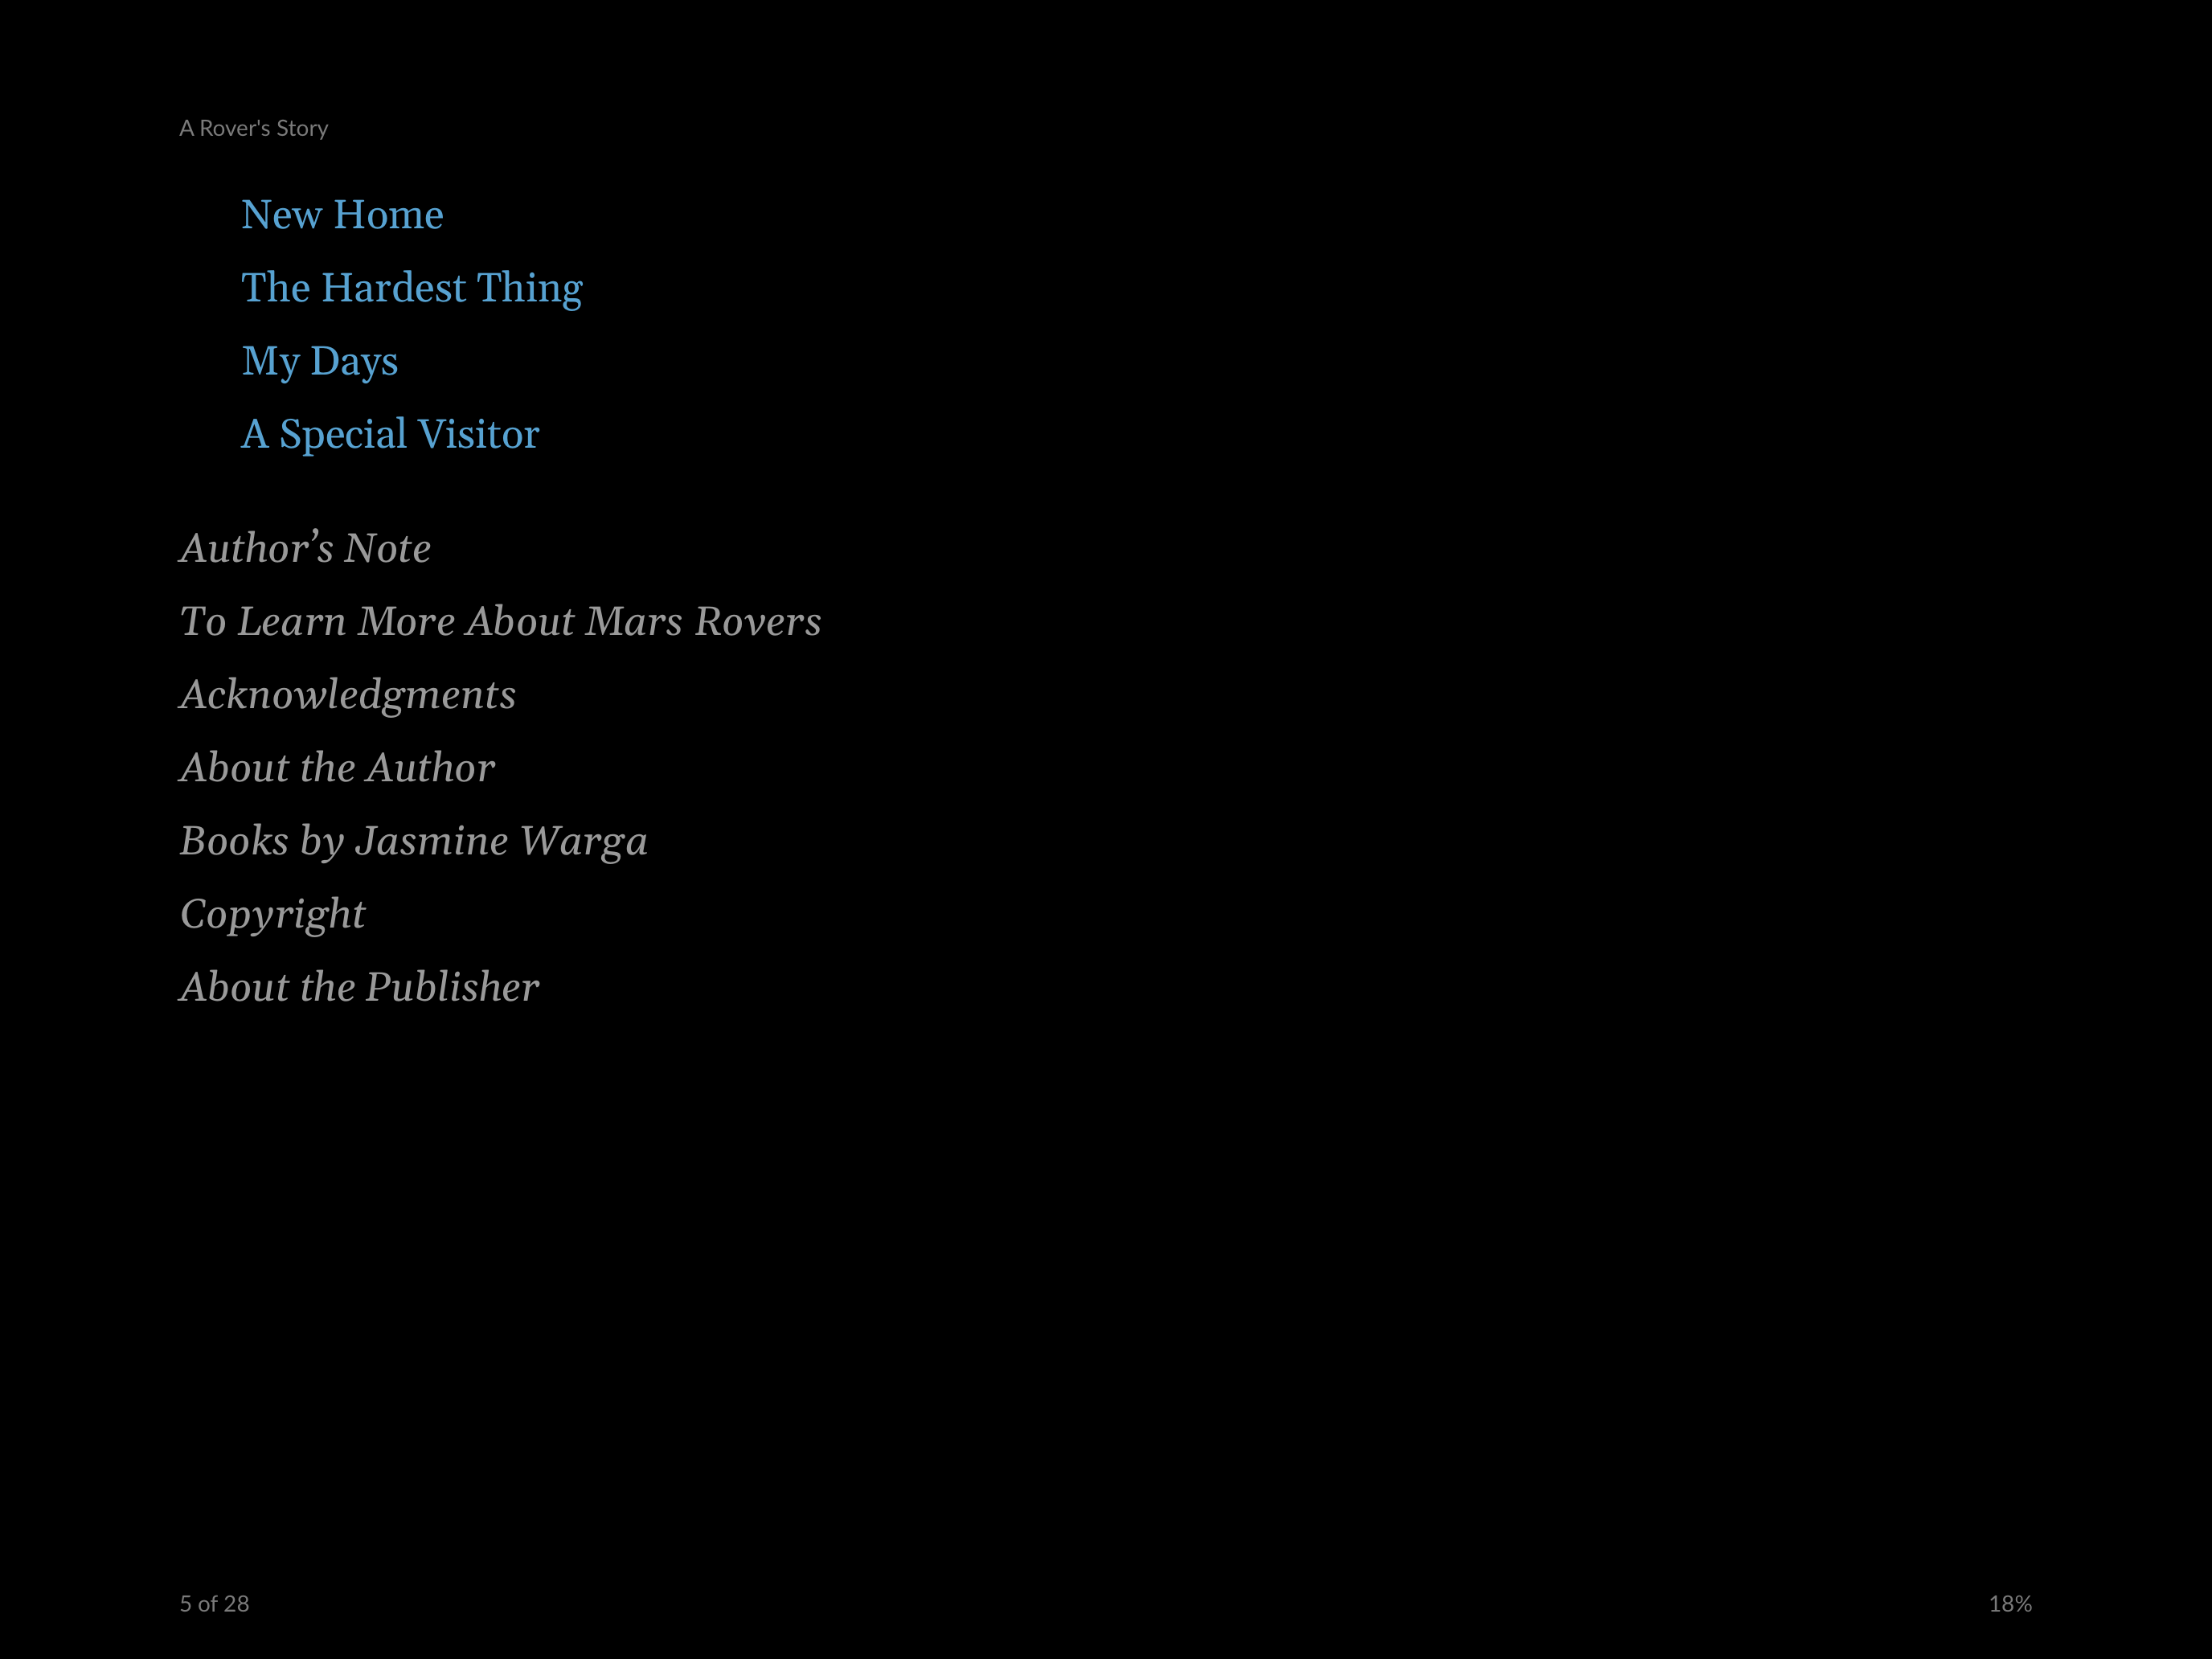 A Rover's Story
New Home
The Hardest Thing
My Days
A Special Visitor
Author’s Note
To Learn More About Mars Rovers
Acknowledgments
About the Author
Books by Jasmine Warga
Copyright
About the Publisher
5 of 28
18%